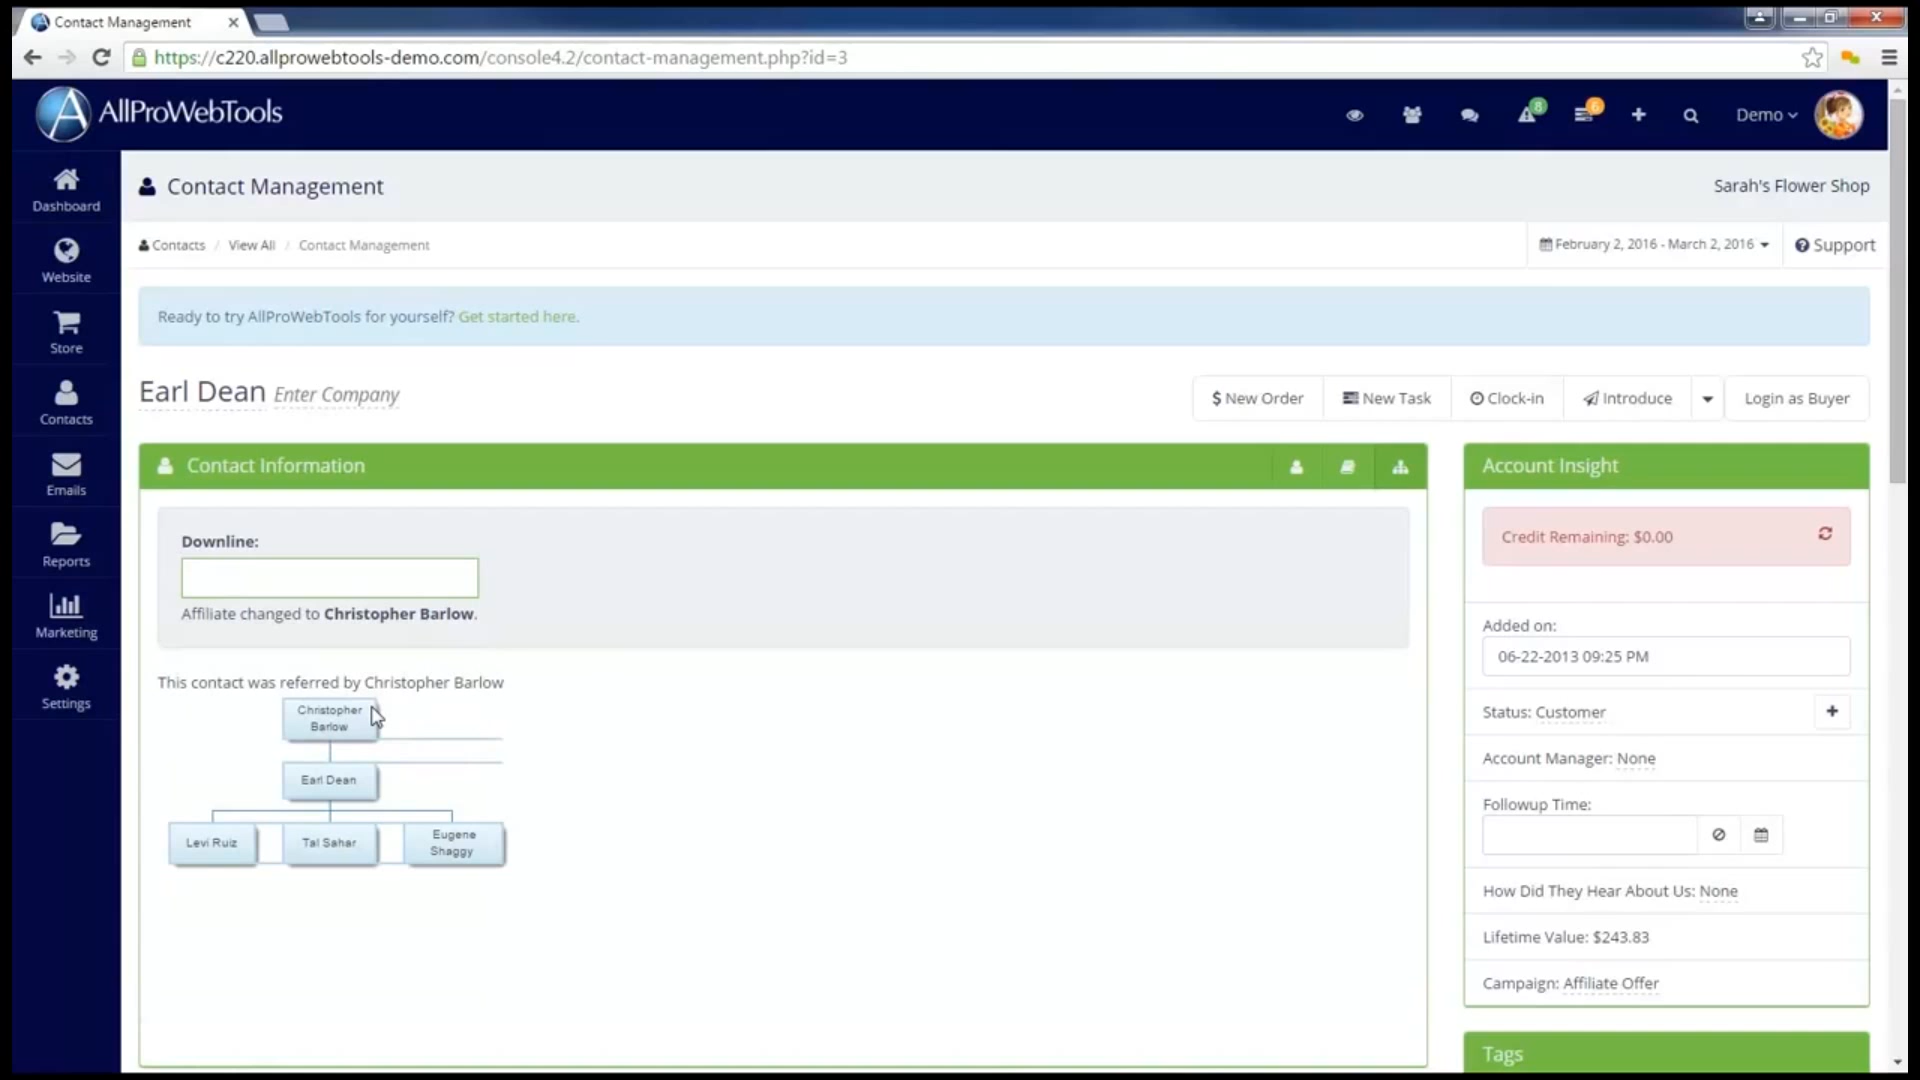 Contact Management
https://c220.allprowebtools-demo.com/console4.2/contact-management.php?id=3
AllProWebTools
8
6
Demo
Dashboard
Website
Store
Contacts
Emails
Reports
Marketing
Settings
Contact Management
Sarah's Flower Shop
Contacts / View All / Contact Management
February 2, 2016 - March 2, 2016
Support
Ready to try AllProWebTools for yourself? Get started here.
Earl Dean Enter Company
$ New Order
New Task
Clock-in
Introduce
Login as Buyer
Contact Information
Downline:
Affiliate changed to Christopher Barlow.
This contact was referred by Christopher Barlow
Christopher
Barlow
Earl Dean
Levi Ruiz
Tal Sahar
Eugene
Shaggy
Account Insight
Credit Remaining: $0.00
Added on:
06-22-2013 09:25 PM
Status: Customer
Account Manager: None
Followup Time:
How Did They Hear About Us: None
Lifetime Value: $243.83
Campaign: Affiliate Offer
Tags